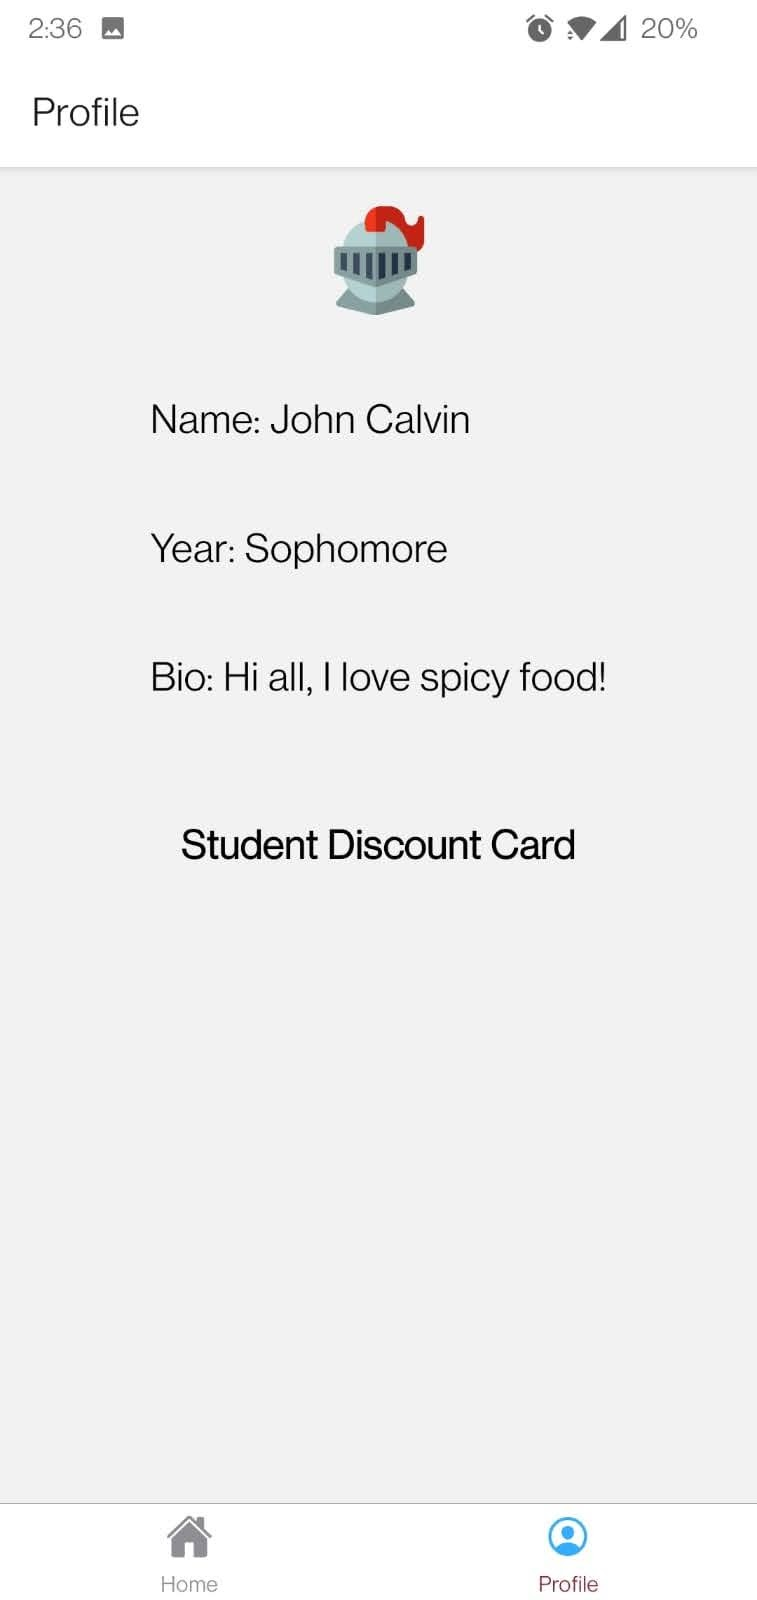 2:36 20%
Profile
Name: John Calvin
Year: Sophomore
Bio: Hi all, I love spicy food!
Student Discount Card
Home Profile